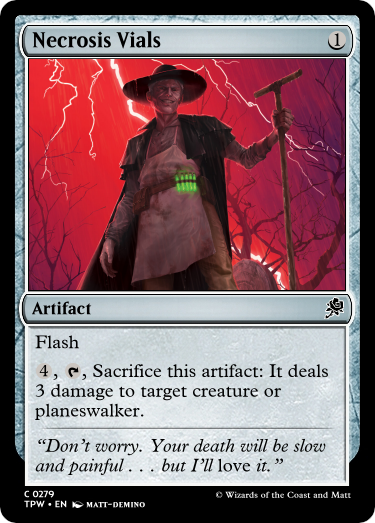 Necrosis Vials 1
Artifact
Flash
4, , Sacrifice this artifact: It deals
3 damage to target creature or
planeswalker.
“Don’t worry. Your death will be slow
and painful . . . but I’ll love it.”
C 0279
TPW • EN MATT-DEMINO
© Wizards of the Coast and Matt